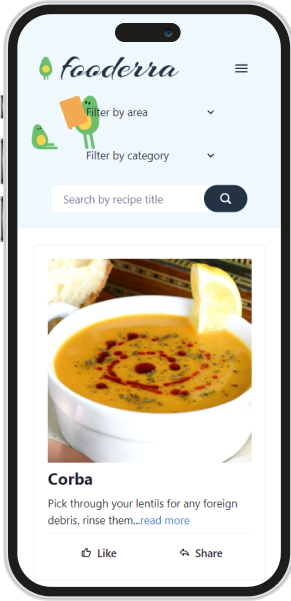 fooderra
Filter by area
Filter by category
Search by recipe title
Corba
Pick through your lentils for any foreign
debris, rinse them...read more
Like
Share